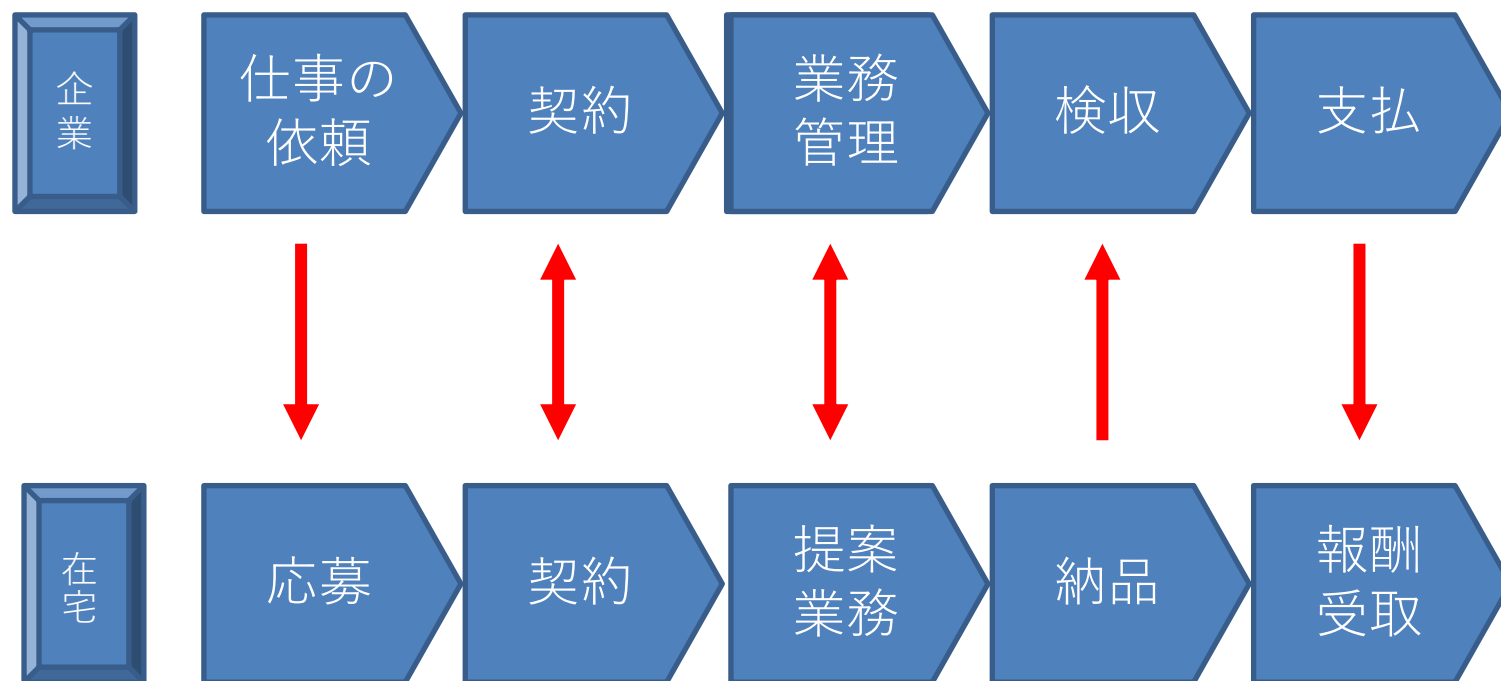 企
業
仕事の
依頼
契約
業務
管理
検収
支払
在
宅
応募
契約
提案
業務
納品
報酬
受取